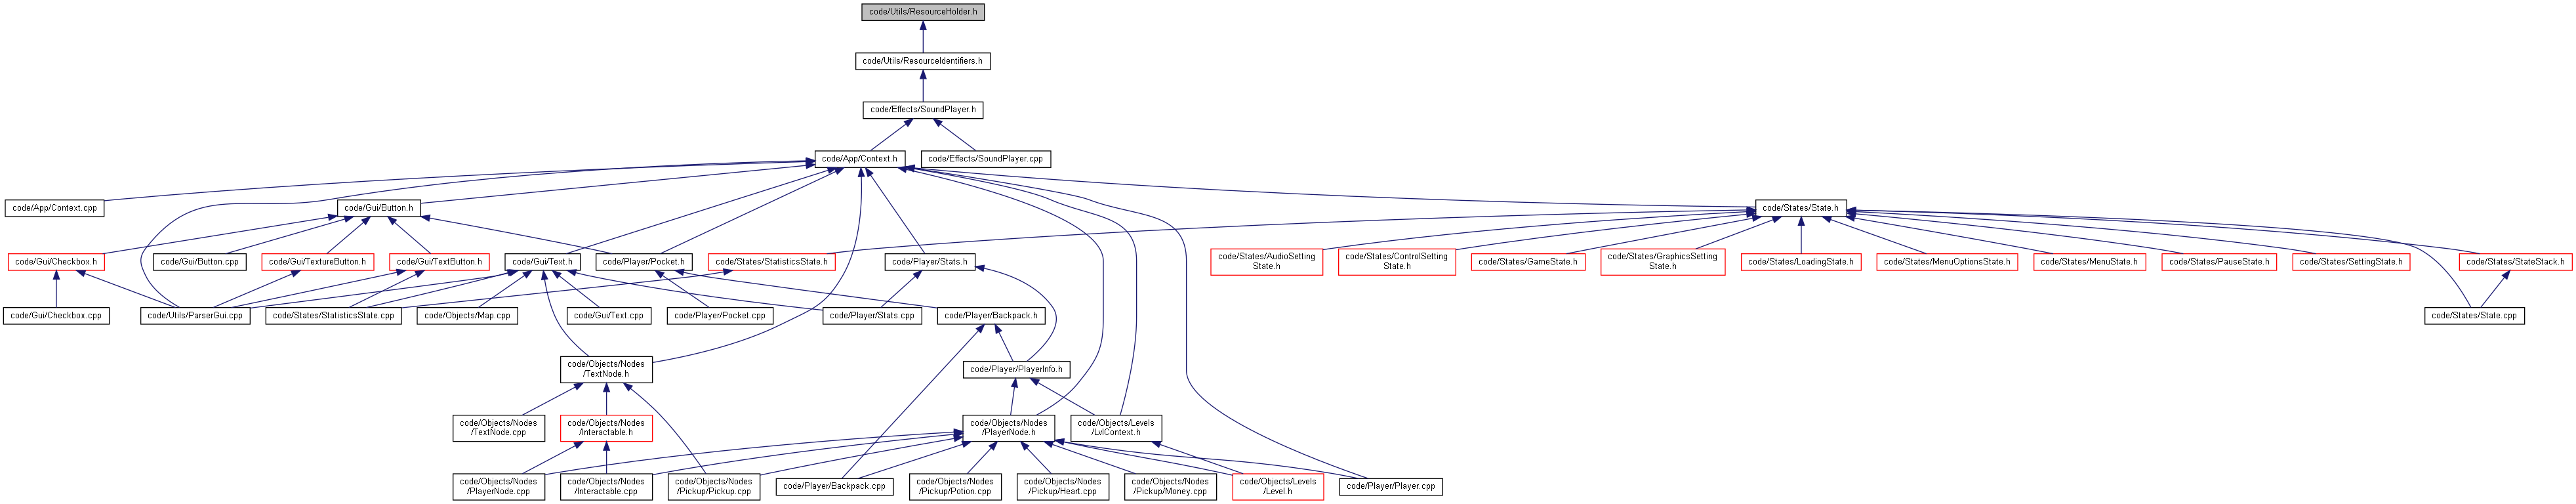 code/Utils/ResourceHolder.h
code/Utils/ResourceIdentifiers.h
code/Effects/SoundPlayer.h
code/App/Context.h
code/Effects/SoundPlayer.cpp
code/App/Context.cpp
code/Gui/Button.h
code/States/State.h
code/Gui/Checkbox.h
code/Gui/Button.cpp
code/Gui/TextureButton.h
code/Gui/TextButton.h
code/Gui/Text.h
code/Player/Pocket.h
code/States/StatisticsState.h
code/Player/Stats.h
code/States/AudioSetting
State.h
code/States/ControlSetting
State.h
code/States/GameState.h
code/States/GraphicsSetting
State.h
code/States/LoadingState.h
code/States/MenuOptionsState.h
code/States/MenuState.h
code/States/PauseState.h
code/States/SettingState.h
code/States/StateStack.h
code/Gui/Checkbox.cpp
code/Utils/ParserGui.cpp
code/States/StatisticsState.cpp
code/Objects/Map.cpp
code/Gui/Text.cpp
code/Player/Pocket.cpp
code/Player/Stats.cpp
code/Player/Backpack.h
code/States/State.cpp
code/Objects/Nodes
/TextNode.h
code/Player/PlayerInfo.h
code/Objects/Nodes
/TextNode.cpp
code/Objects/Nodes
/Interactable.h
code/Objects/Nodes
/PlayerNode.h
code/Objects/Levels
/LvlContext.h
code/Objects/Nodes
/PlayerNode.cpp
code/Objects/Nodes
/Interactable.cpp
code/Objects/Nodes
/Pickup/Pickup.cpp
code/Player/Backpack.cpp
code/Objects/Nodes
/Pickup/Potion.cpp
code/Objects/Nodes
/Pickup/Heart.cpp
code/Objects/Nodes
/Pickup/Money.cpp
code/Objects/Levels
/Level.h
code/Player/Player.cpp